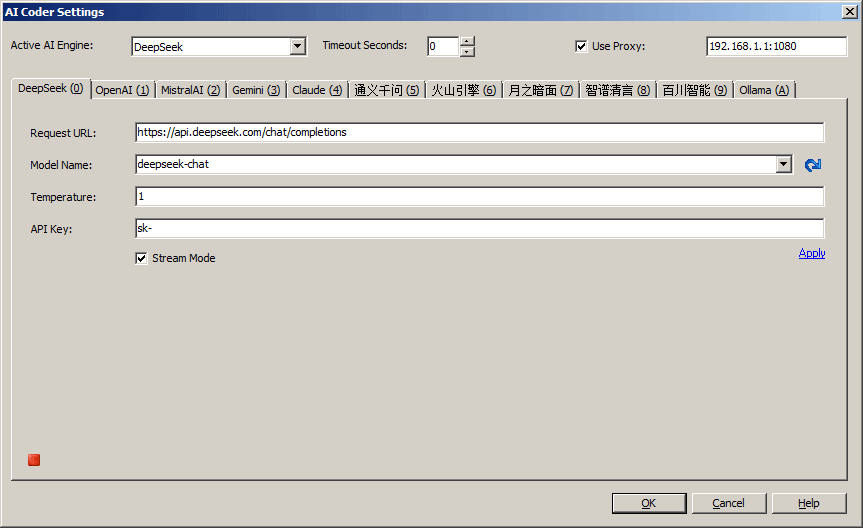 AI Coder Settings
Active AI Engine: DeepSeek Timeout Seconds: 0 Use Proxy: 192.168.1.1:1080
DeepSeek (0) OpenAI (1) MistralAI (2) Gemini (3) Claude (4) 通义千问 (5) 火山引擎 (6) 月之暗面 (7) 智谱清言 (8) 百川智能 (9) Ollama (A)
Request URL: https://api.deepseek.com/chat/completions
Model Name: deepseek-chat
Temperature: 1
API Key: sk-
Stream Mode Apply
OK Cancel Help